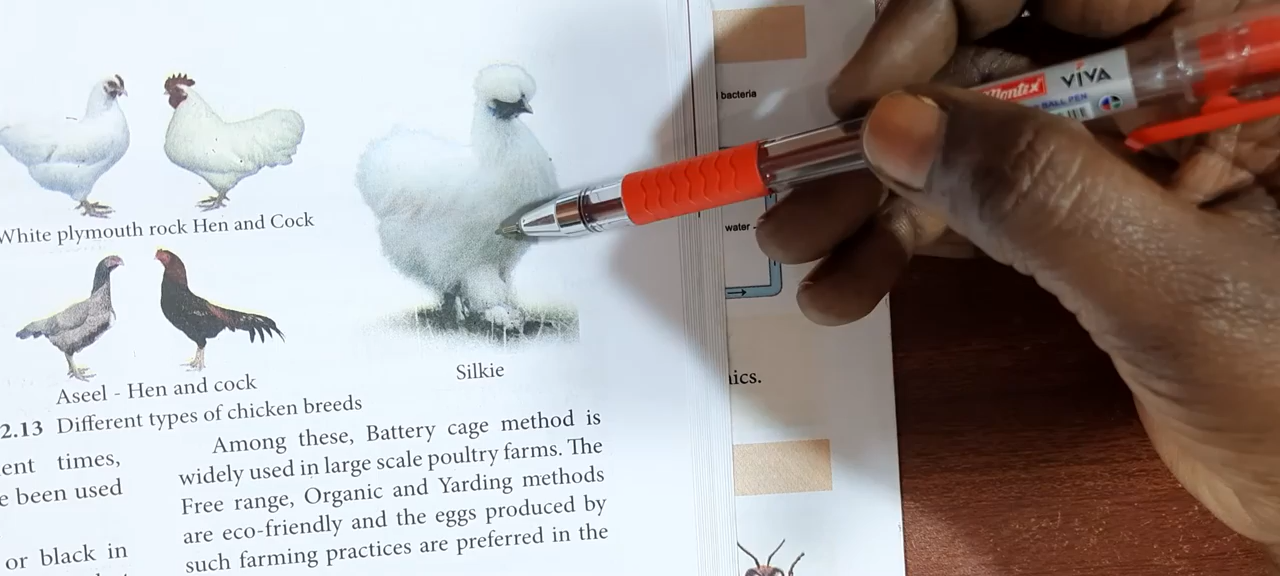 White plymouth rock Hen and Cock
Aseel - Hen and cock
Silkie
2.13 Different types of chicken breeds
ent times,
e been used
or black in
Among these, Battery cage method is
widely used in large scale poultry farms. The
Free range, Organic and Yarding methods
are eco-friendly and the eggs produced by
such farming practices are preferred in the
bacteria
water
ics.
Montex VIVA
BALL PEN